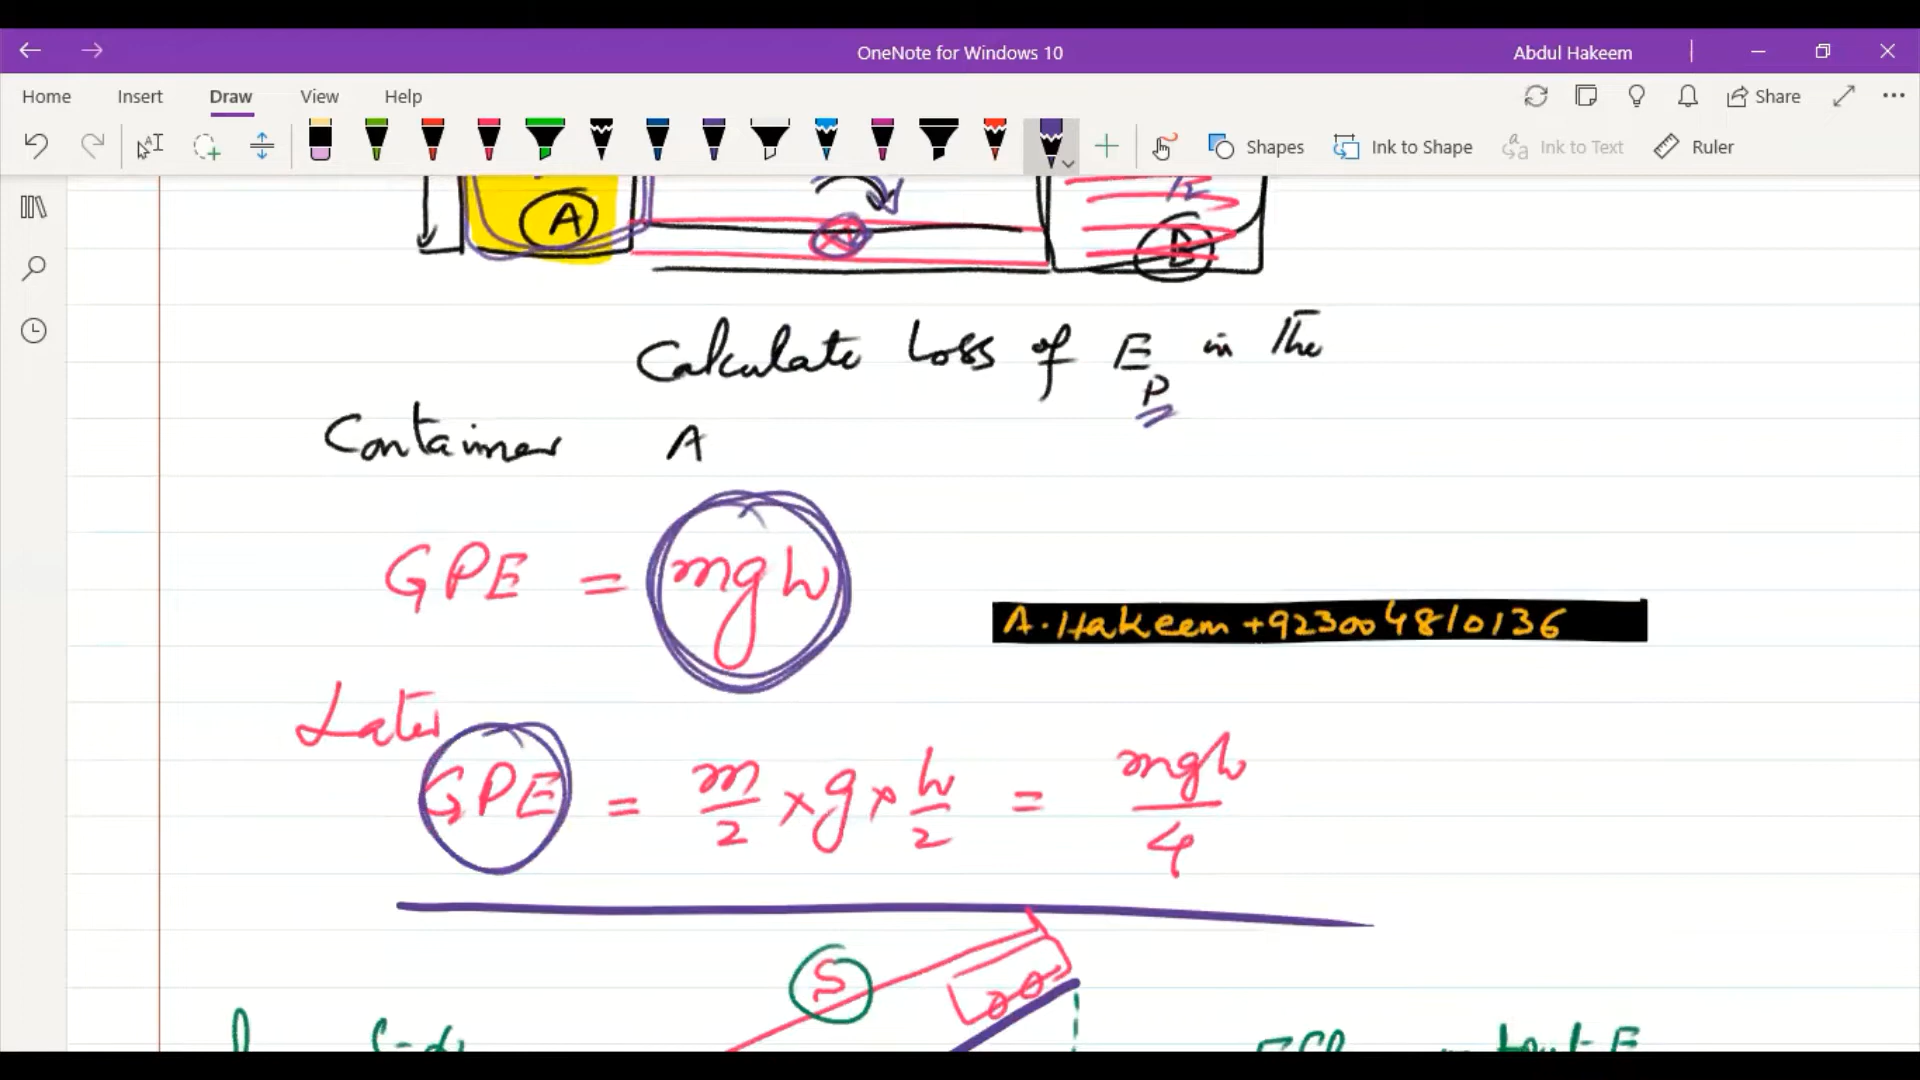 OneNote for Windows 10
Abdul Hakeem
Home Insert Draw View Help
Share
Shapes Ink to Shape Ink to Text Ruler
A
B
Calculate Loss of E_P in The
Container A
GPE = mgh
A. Hakeem +923004810136
Later
GPE = m/2 × g × h/2 = mgh/4
S